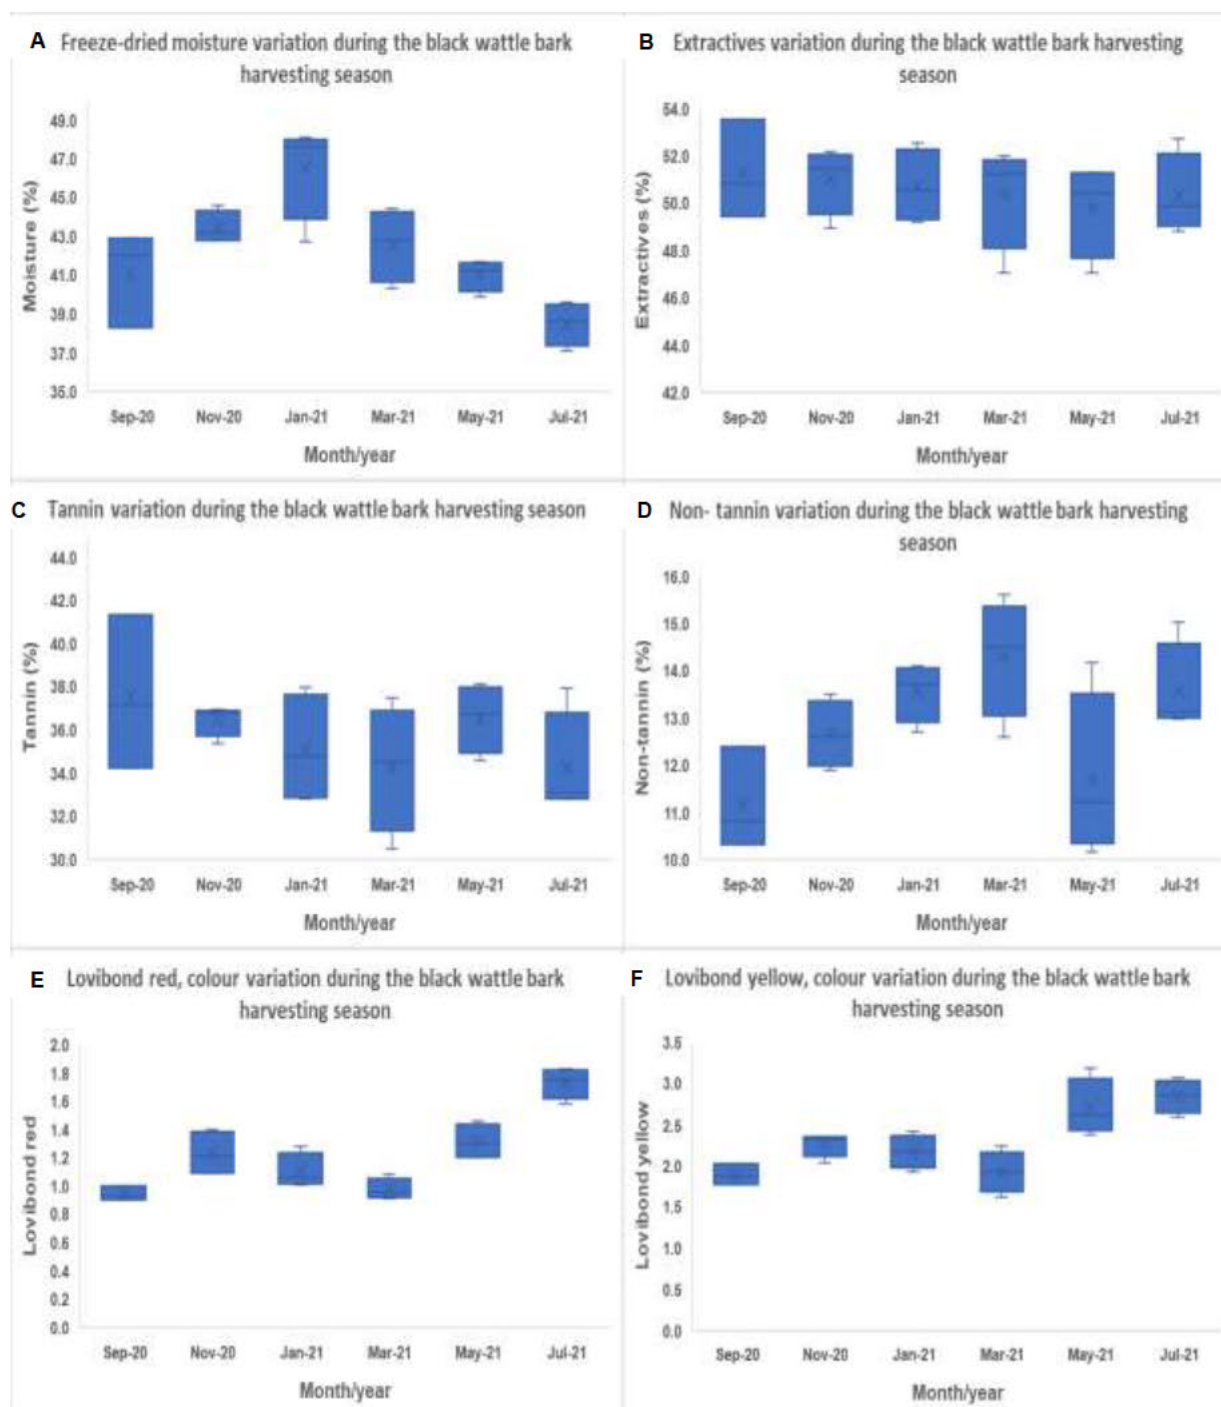 A Freeze-dried moisture variation during the black wattle bark
harvesting season
Moisture (%)
49.0
47.0
45.0
43.0
41.0
39.0
37.0
35.0
Sep-20 Nov-20 Jan-21 Mar-21 May-21 Jul-21
Month/year
B Extractives variation during the black wattle bark harvesting
season
Extractives (%)
54.0
52.0
50.0
48.0
46.0
44.0
42.0
Sep-20 Nov-20 Jan-21 Mar-21 May-21 Jul-21
Month/year
C Tannin variation during the black wattle bark harvesting season
Tannin (%)
44.0
42.0
40.0
38.0
36.0
34.0
32.0
30.0
Sep-20 Nov-20 Jan-21 Mar-21 May-21 Jul-21
Month/year
D Non- tannin variation during the black wattle bark harvesting
season
Non-tannin (%)
16.0
15.0
14.0
13.0
12.0
11.0
10.0
Sep-20 Nov-20 Jan-21 Mar-21 May-21 Jul-21
Month/year
E Lovibond red, colour variation during the black wattle bark
harvesting season
Lovibond red
2.0
1.8
1.6
1.4
1.2
1.0
0.8
0.6
0.4
0.2
0.0
Sep-20 Nov-20 Jan-21 Mar-21 May-21 Jul-21
Month/year
F Lovibond yellow, colour variation during the black wattle bark
harvesting season
Lovibond yellow
3.5
3.0
2.5
2.0
1.5
1.0
0.5
0.0
Sep-20 Nov-20 Jan-21 Mar-21 May-21 Jul-21
Month/year